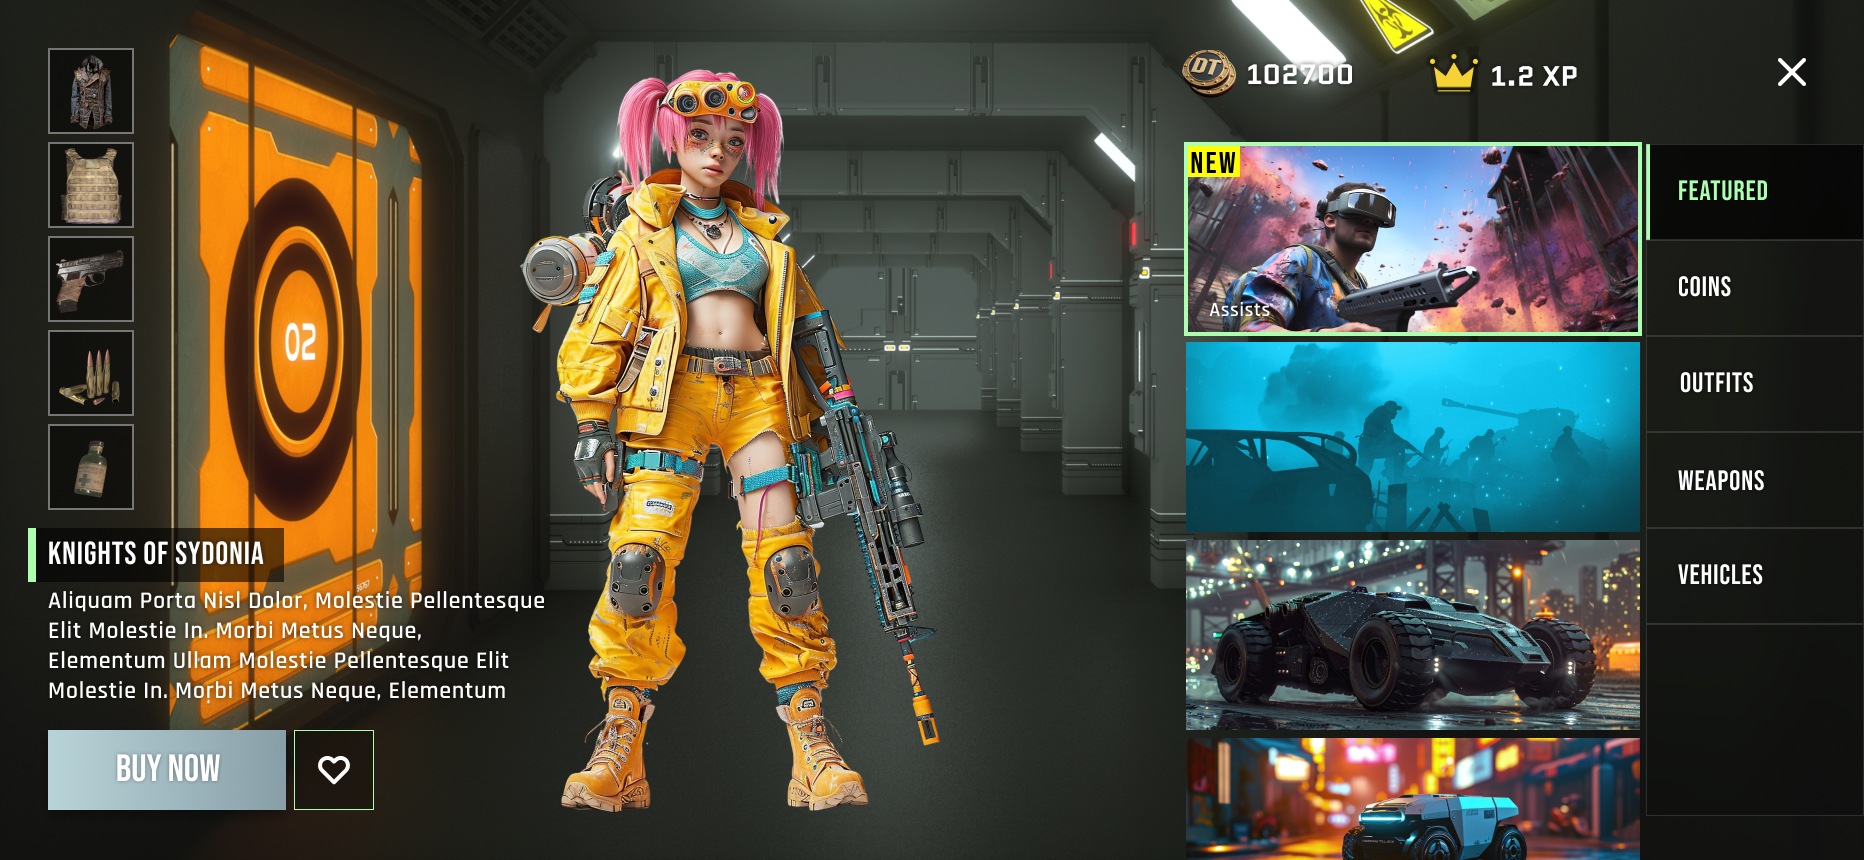 DT 102700
1.2 XP
NEW
Assists
FEATURED
COINS
OUTFITS
WEAPONS
VEHICLES
02
KNIGHTS OF SYDONIA
Aliquam Porta Nisl Dolor, Molestie Pellentesque
Elit Molestie In. Morbi Metus Neque,
Elementum Ullam Molestie Pellentesque Elit
Molestie In. Morbi Metus Neque, Elementum
BUY NOW